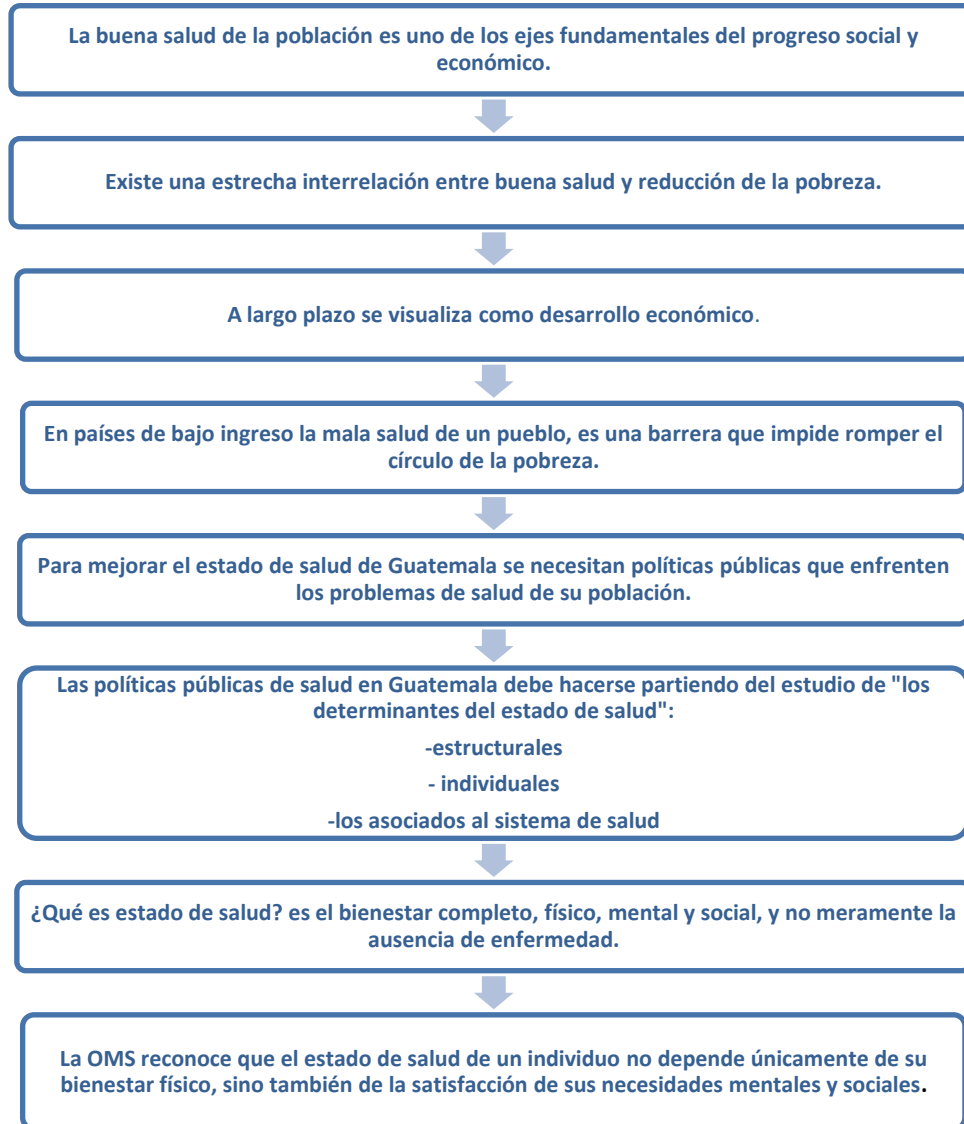 La buena salud de la población es uno de los ejes fundamentales del progreso social y
económico.
Existe una estrecha interrelación entre buena salud y reducción de la pobreza.
A largo plazo se visualiza como desarrollo económico.
En países de bajo ingreso la mala salud de un pueblo, es una barrera que impide romper el
círculo de la pobreza.
Para mejorar el estado de salud de Guatemala se necesitan políticas públicas que enfrenten
los problemas de salud de su población.
Las políticas públicas de salud en Guatemala debe hacerse partiendo del estudio de "los
determinantes del estado de salud":
-estructurales
- individuales
-los asociados al sistema de salud
¿Qué es estado de salud? es el bienestar completo, físico, mental y social, y no meramente la
ausencia de enfermedad.
La OMS reconoce que el estado de salud de un individuo no depende únicamente de su
bienestar físico, sino también de la satisfacción de sus necesidades mentales y sociales.